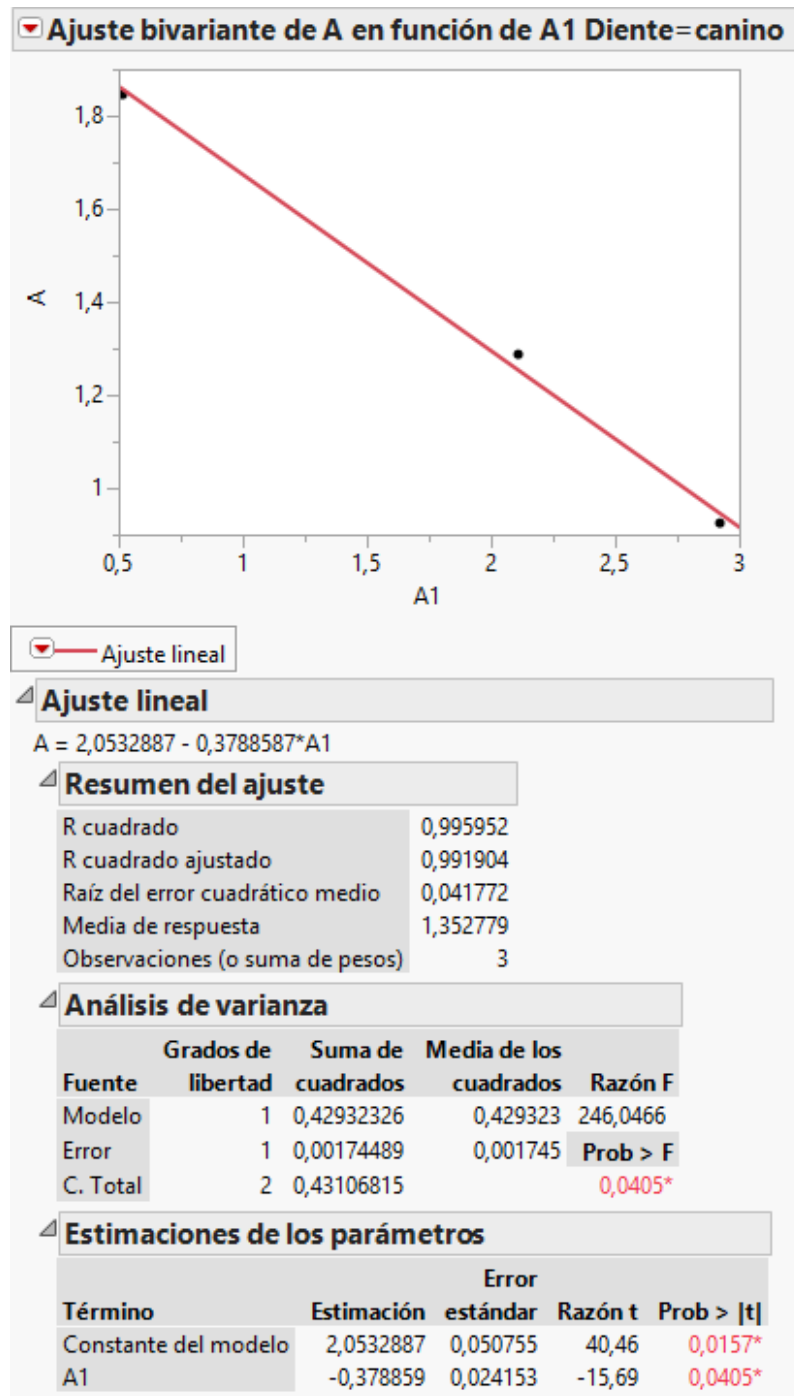 Ajuste bivariante de A en función de A1 Diente=canino
1,8
1,6
1,4
1,2
1
A
0,5 1 1,5 2 2,5 3
A1
Ajuste lineal
Ajuste lineal
A = 2,0532887 - 0,3788587*A1
Resumen del ajuste
R cuadrado 0,995952
R cuadrado ajustado 0,991904
Raíz del error cuadrático medio 0,041772
Media de respuesta 1,352779
Observaciones (o suma de pesos) 3
Análisis de varianza
Grados de Suma de Media de los
Fuente libertad cuadrados cuadrados Razón F
Modelo 1 0,42932326 0,429323 246,0466
Error 1 0,00174489 0,001745 Prob > F
C. Total 2 0,43106815 0,0405*
Estimaciones de los parámetros
Error
Término Estimación estándar Razón t Prob > |t|
Constante del modelo 2,0532887 0,050755 40,46 0,0157*
A1 -0,378859 0,024153 -15,69 0,0405*